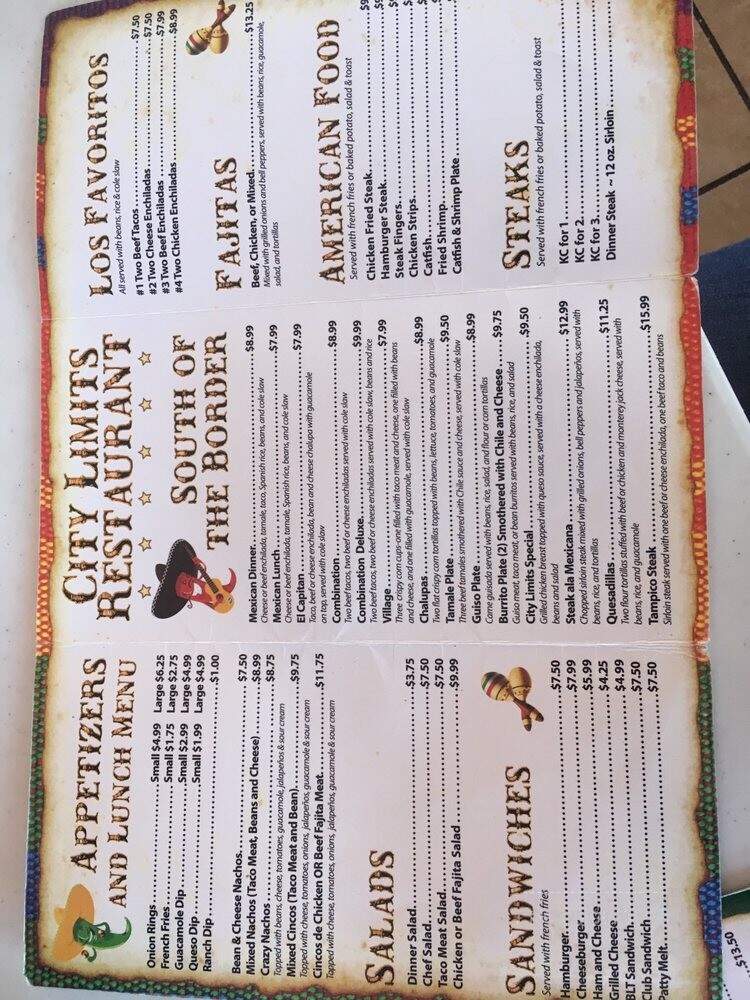 APPETIZERS
AND LUNCH MENU
Onion Rings Small $4.99 Large $6.25
French Fries Small $1.75 Large $2.75
Guacamole Dip Small $2.99 Large $4.99
Queso Dip Small $1.99 Large $4.99
Ranch Dip $1.00
Bean & Cheese Nachos $7.50
Mixed Nachos (Taco Meat, Beans and Cheese) $8.99
Crazy Nachos $8.75
Topped with beans, cheese, tomatoes, guacamole, jalapeños & sour cream
Mixed Cincos (Taco Meat and Bean) $9.75
Topped with cheese, tomatoes, onions, jalapeños, guacamole & sour cream
Cincos de Chicken OR Beef Fajita Meat $11.75
Topped with cheese, tomatoes, onions, jalapeños, guacamole & sour cream
SALADS
Dinner Salad $3.75
Chef Salad $7.50
Taco Meat Salad $7.50
Chicken or Beef Fajita Salad $9.99
SANDWICHES
Served with french fries
Hamburger $7.50
Cheeseburger $7.99
Ham and Cheese $5.99
Grilled Cheese $4.25
BLT Sandwich $4.99
Club Sandwich $7.50
Patty Melt $7.50
CITY LIMITS
RESTAURANT
SOUTH OF
THE BORDER
Mexican Dinner $8.99
Cheese or beef enchilada, tamale, taco, Spanish rice, beans, and cole slaw
Mexican Lunch $7.99
Cheese or beef enchilada, tamale, Spanish rice, beans, and cole slaw
El Capitan $7.99
Taco, beef or cheese enchilada, bean and cheese chalupa with guacamole
on top, served with cole slaw
Combination $8.99
Two beef tacos, two beef or cheese enchiladas served with cole slaw
Combination Deluxe $9.99
Two beef tacos, two beef or cheese enchiladas served with cole slaw, beans and rice
Village $7.99
Three crispy corn cups-one filled with taco meat and cheese, one filled with beans
and cheese, and one filled with guacamole, served with cole slaw
Chalupas $8.99
Two flat crispy corn tortillas topped with beans, lettuce, tomatoes, and guacamole
Tamale Plate $9.50
Three beef tamales smothered with Chile sauce and cheese, served with cole slaw
Guiso Plate $8.99
Carne guisada served with beans, rice, salad, and flour or corn tortillas
Burrito Plate (2) Smothered with Chile and Cheese $9.75
Guiso meat, taco meat, or bean burritos served with bean, rice, and salad
City Limits Special $9.50
Grilled chicken breast topped with queso sauce, served with a cheese enchilada,
beans and salad
Steak ala Mexicana $12.99
Chopped sirloin steak mixed with grilled onions, bell peppers and jalapeños, served with
beans, rice, and tortillas
Quesadillas $11.25
Two flour tortillas stuffed with beef or chicken and monterey jack cheese, served with
beans, rice, and guacamole
Tampico Steak $15.99
Sirloin steak served with one beef or cheese enchilada, one beef taco and beans
LOS FAVORITOS
All served with beans, rice & cole slaw
#1 Two Beef Tacos $7.50
#2 Two Cheese Enchiladas $7.50
#3 Two Beef Enchiladas $7.99
#4 Two Chicken Enchiladas $8.99
FAJITAS
Beef, Chicken, or Mixed $13.25
Mixed with grilled onions and bell peppers, served with beans, rice, guacamole,
salad, and tortillas
AMERICAN FOOD
Served with french fries or baked potato, salad & toast
Chicken Fried Steak
Hamburger Steak
Steak Fingers
Chicken Strips
Catfish
Fried Shrimp
Catfish & Shrimp Plate
STEAKS
Served with french fries or baked potato, salad & toast
KC for 1
KC for 2
KC for 3
Dinner Steak ~ 12 oz. Sirloin
$13.50